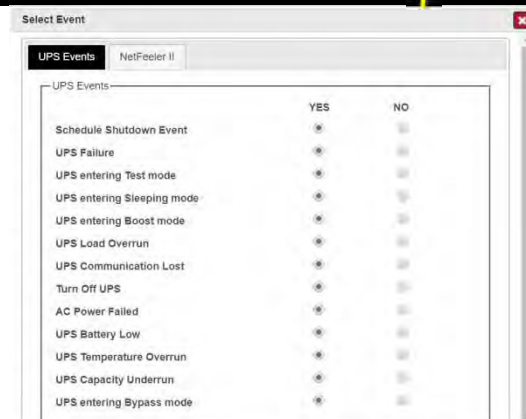 Select Event
UPS Events NetFeeler II
UPS Events
YES NO
Schedule Shutdown Event
UPS Failure
UPS entering Test mode
UPS entering Sleeping mode
UPS entering Boost mode
UPS Load Overrun
UPS Communication Lost
Turn Off UPS
AC Power Failed
UPS Battery Low
UPS Temperature Overrun
UPS Capacity Underrun
UPS entering Bypass mode